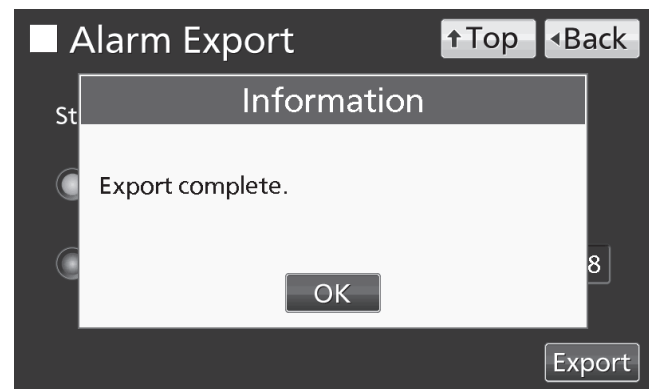 Alarm Export
↑Top
◂Back
Information
St
Export complete.
8
OK
Export